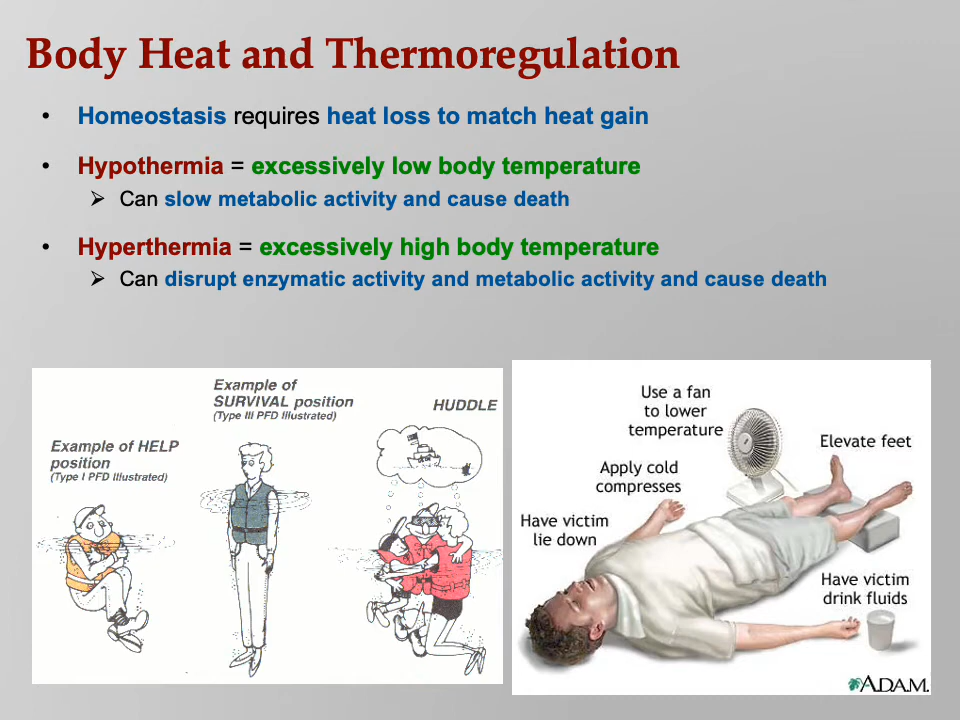 Body Heat and Thermoregulation
• Homeostasis requires heat loss to match heat gain
• Hypothermia = excessively low body temperature
➢ Can slow metabolic activity and cause death
• Hyperthermia = excessively high body temperature
➢ Can disrupt enzymatic activity and metabolic activity and cause death
Example of HELP
position
(Type I PFD Illustrated)
Example of
SURVIVAL position
(Type III PFD Illustrated)
HUDDLE
Use a fan
to lower
temperature
Elevate feet
Apply cold
compresses
Have victim
lie down
Have victim
drink fluids
A.D.A.M.